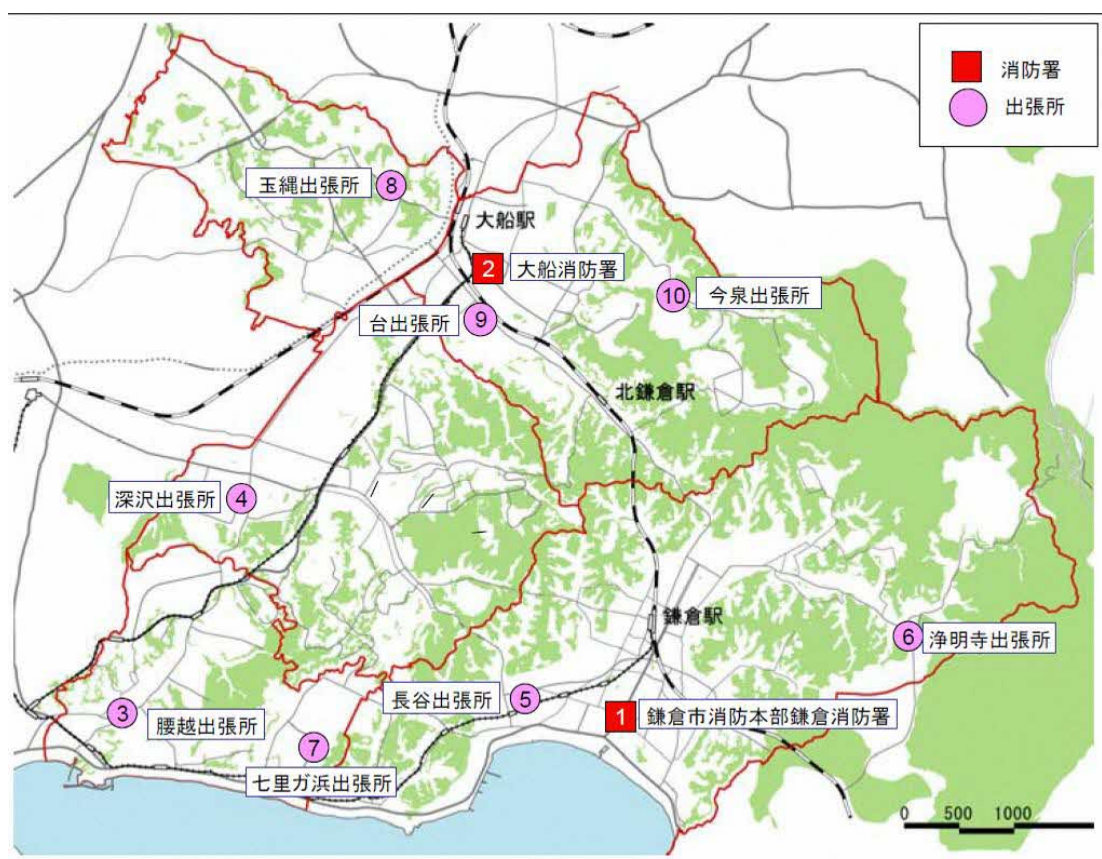 消防署
出張所
玉縄出張所
8
大船駅
2
大船消防署
10
今泉出張所
台出張所
9
北鎌倉駅
深沢出張所
4
鎌倉駅
6
浄明寺出張所
長谷出張所
5
3
腰越出張所
1
鎌倉市消防本部鎌倉消防署
7
七里ガ浜出張所
0 500 1000